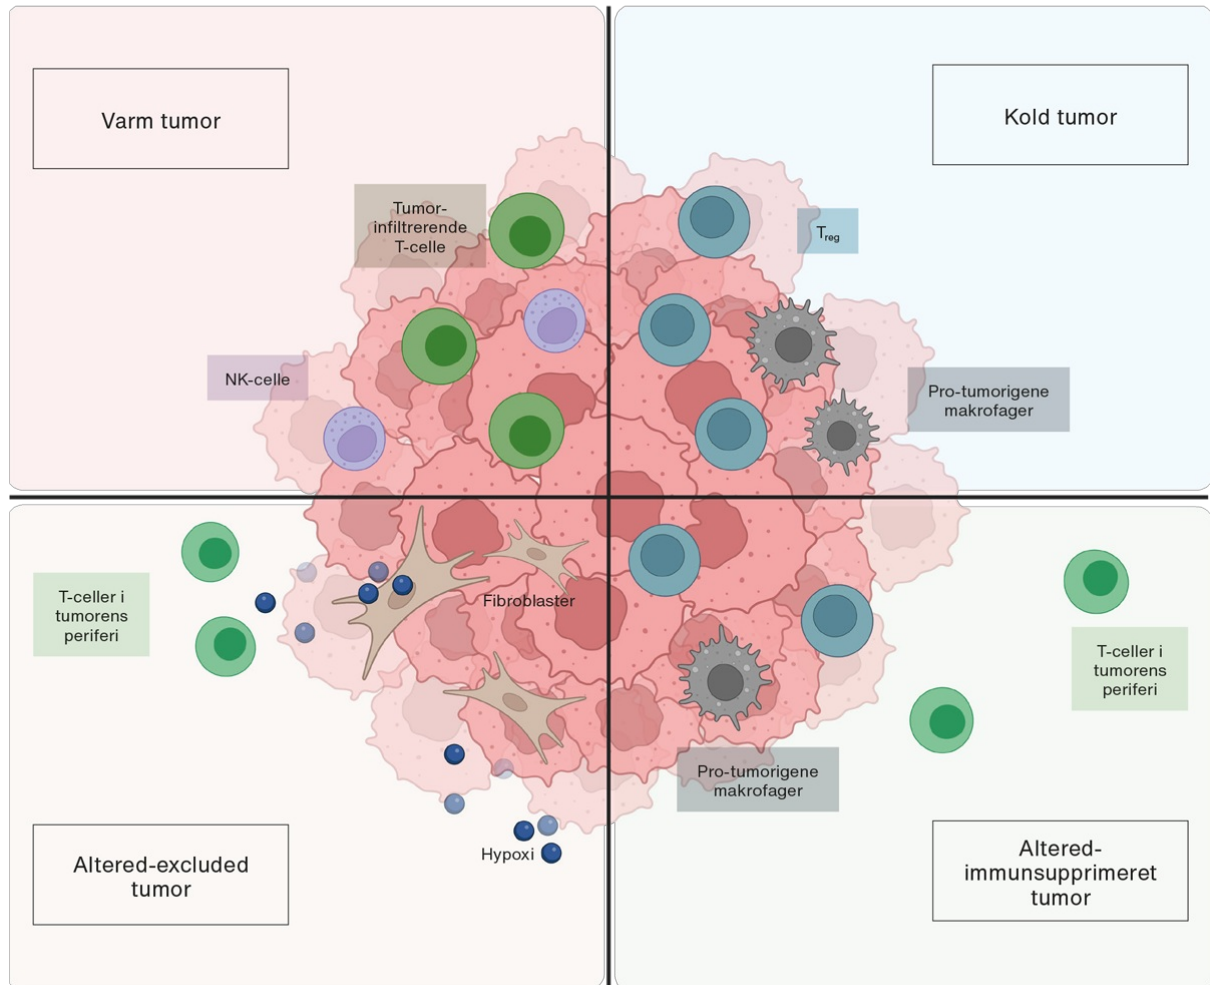 Varm tumor
Kold tumor
Tumor-
infiltrerende
T-celle
Treg
NK-celle
Pro-tumorigene
makrofager
T-celler i
tumorens
periferi
Fibroblaster
T-celler i
tumorens
periferi
Pro-tumorigene
makrofager
Hypoxi
Altered-excluded
tumor
Altered-
immunsupprimeret
tumor